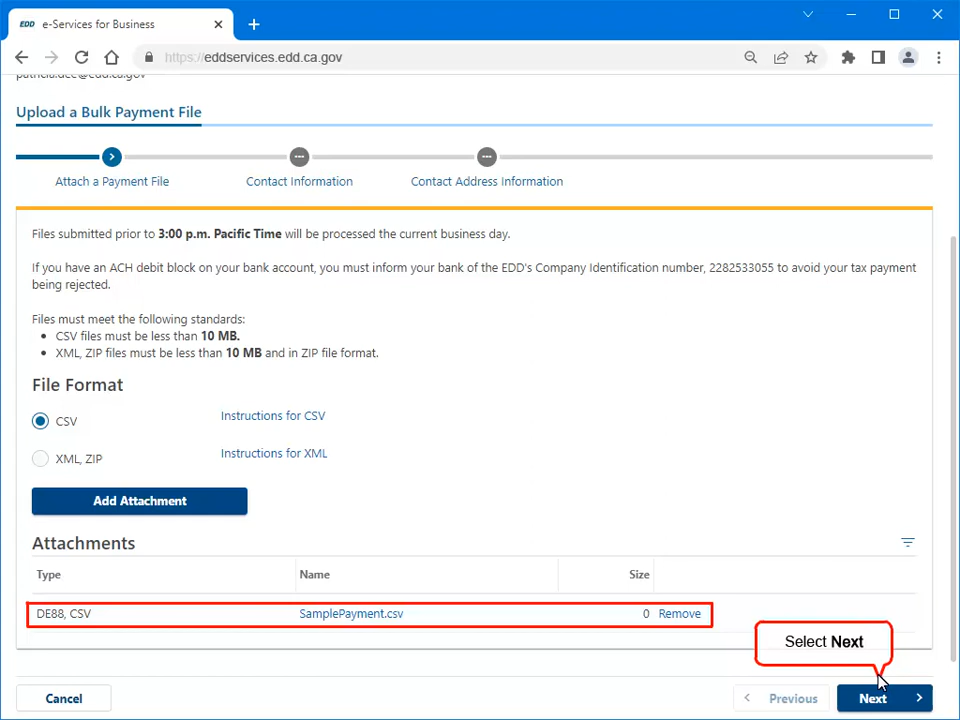 EDD e-Services for Business
https://eddservices.edd.ca.gov
patricia.dee@edd.ca.gov
Upload a Bulk Payment File
Attach a Payment File
Contact Information
Contact Address Information
Files submitted prior to 3:00 p.m. Pacific Time will be processed the current business day.
If you have an ACH debit block on your bank account, you must inform your bank of the EDD's Company Identification number, 2282533055 to avoid your tax payment
being rejected.
Files must meet the following standards:
• CSV files must be less than 10 MB.
• XML, ZIP files must be less than 10 MB and in ZIP file format.
File Format
CSV Instructions for CSV
XML, ZIP Instructions for XML
Add Attachment
Attachments
Type Name Size
DE88, CSV SamplePayment.csv 0 Remove
Select Next
Cancel
Previous
Next